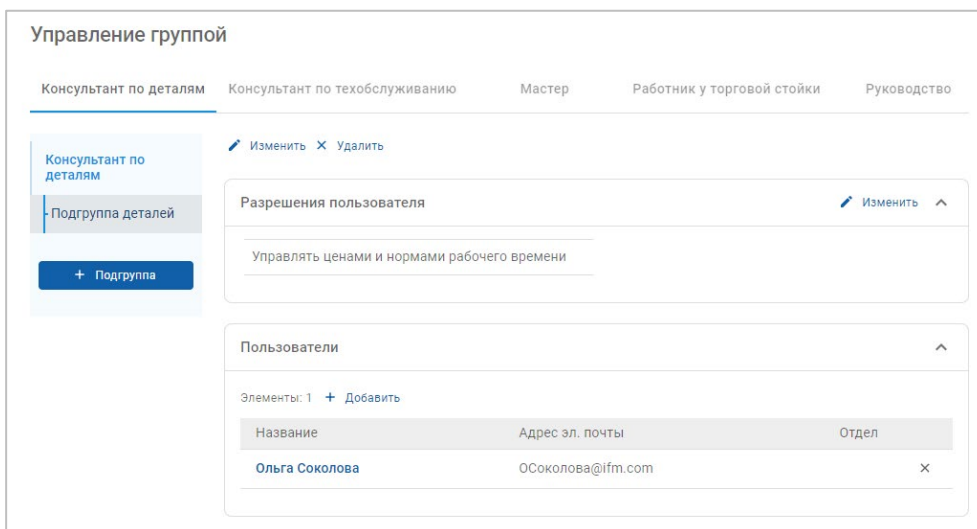 Управление группой
Консультант по деталям Консультант по техобслуживанию Мастер Работник у торговой стойки Руководство
Консультант по
деталям
Подгруппа деталей
+ Подгруппа
Изменить × Удалить
Разрешения пользователя Изменить
Управлять ценами и нормами рабочего времени
Пользователи
Элементы: 1 + Добавить
Название Адрес эл. почты Отдел
Ольга Соколова ОСоколова@ifm.com ×